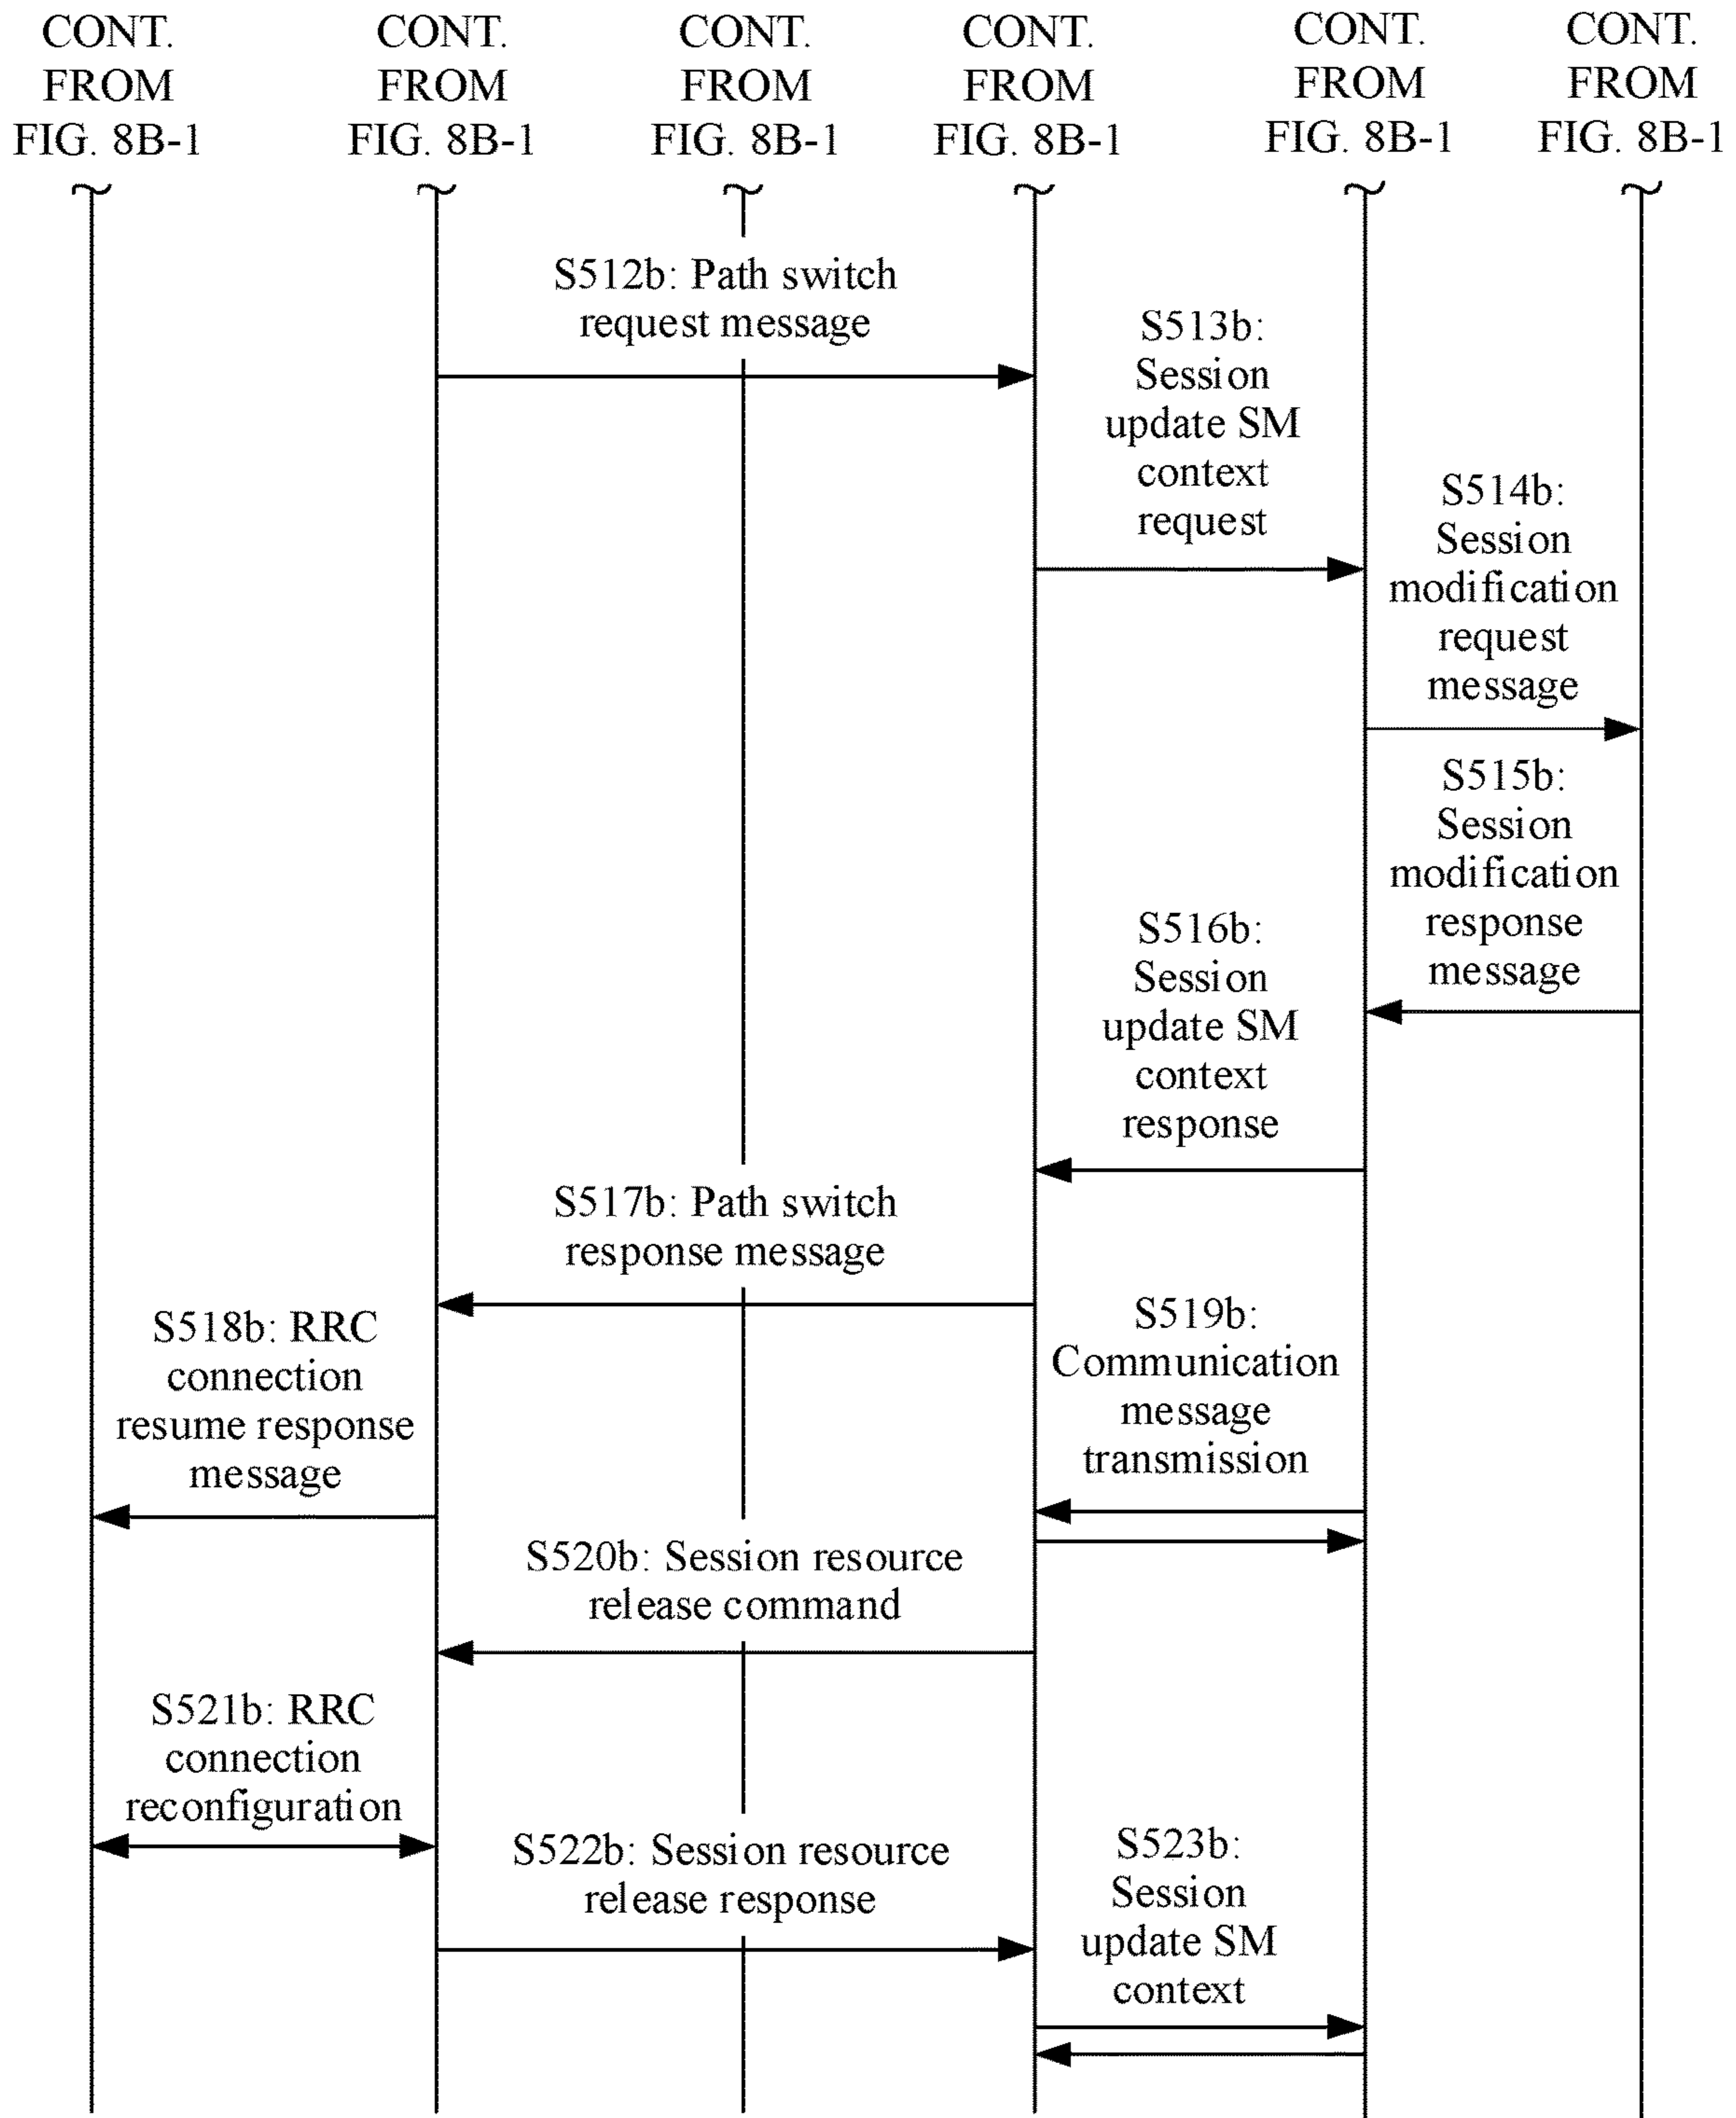 CONT.
FROM
FIG. 8B-1
CONT.
FROM
FIG. 8B-1
CONT.
FROM
FIG. 8B-1
CONT.
FROM
FIG. 8B-1
CONT.
FROM
FIG. 8B-1
CONT.
FROM
FIG. 8B-1
S512b: Path switch
request message
S513b:
Session
update SM
context
request
S514b:
Session
modification
request
message
S515b:
Session
modification
response
message
S516b:
Session
update SM
context
response
S517b: Path switch
response message
S518b: RRC
connection
resume response
message
S519b:
Communication
message
transmission
S520b: Session resource
release command
S521b: RRC
connection
reconfiguration
S522b: Session resource
release response
S523b:
Session
update SM
context